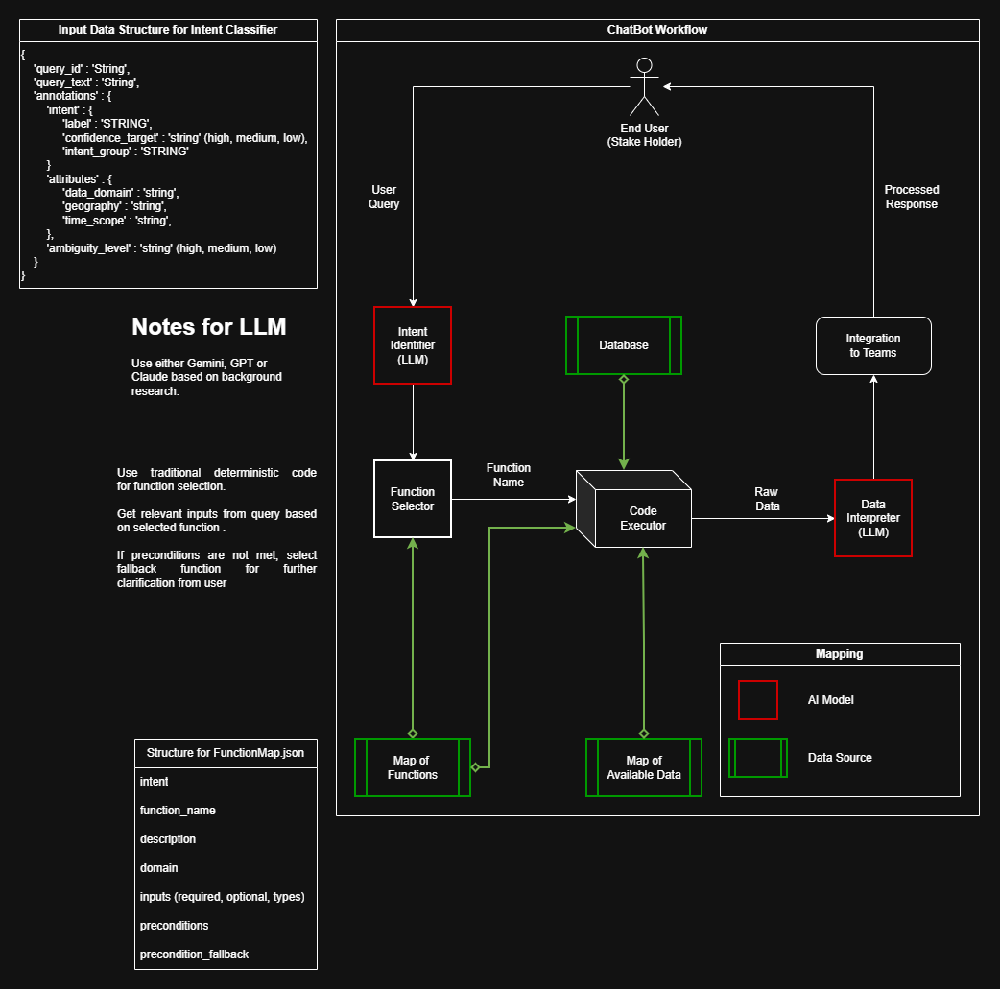 Input Data Structure for Intent Classifier
{
'query_id' : 'String',
'query_text' : 'String',
'annotations' : {
'intent' : {
'label' : 'STRING',
'confidence_target' : 'string' (high, medium, low),
'intent_group' : 'STRING'
}
'attributes' : {
'data_domain' : 'string',
'geography' : 'string',
'time_scope' : 'string',
},
'ambiguity_level' : 'string' (high, medium, low)
}
}
Notes for LLM
Use either Gemini, GPT or
Claude based on background
research.
Use traditional deterministic code
for function selection.
Get relevant inputs from query based
on selected function .
If preconditions are not met, select
fallback function for further
clarification from user
Structure for FunctionMap.json
intent
function_name
description
domain
inputs (required, optional, types)
preconditions
precondition_fallback
ChatBot Workflow
End User
(Stake Holder)
User
Query
Processed
Response
Intent
Identifier
(LLM)
Database
Integration
to Teams
Function
Selector
Function
Name
Code
Executor
Raw
Data
Data
Interpreter
(LLM)
Map of
Functions
Map of
Available Data
Mapping
AI Model
Data Source